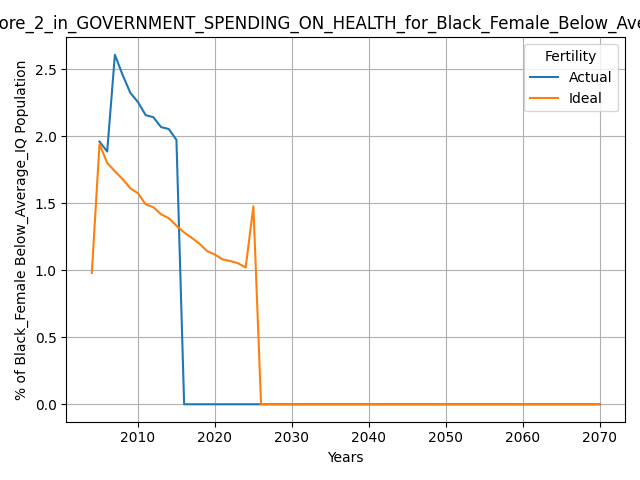 ore_2_in_GOVERNMENT_SPENDING_ON_HEALTH_for_Black_Female_Below_Ave
Fertility
Actual
Ideal
% of Black_Female Below_Average_IQ Population
2.5
2.0
1.5
1.0
0.5
0.0
2010 2020 2030 2040 2050 2060 2070
Years